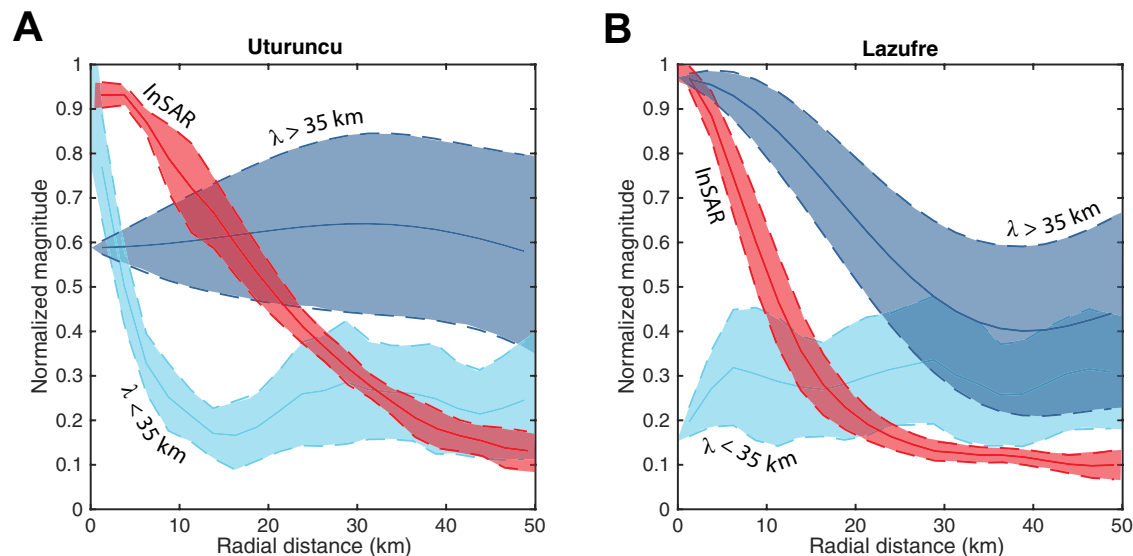 A
Uturuncu
1
0.9
0.8
0.7
0.6
0.5
0.4
0.3
0.2
0.1
0
Normalized magnitude
InSAR
λ > 35 km
λ < 35 km
0 10 20 30 40 50
Radial distance (km)
B
Lazufre
1
0.9
0.8
0.7
0.6
0.5
0.4
0.3
0.2
0.1
0
Normalized magnitude
InSAR
λ > 35 km
λ < 35 km
0 10 20 30 40 50
Radial distance (km)